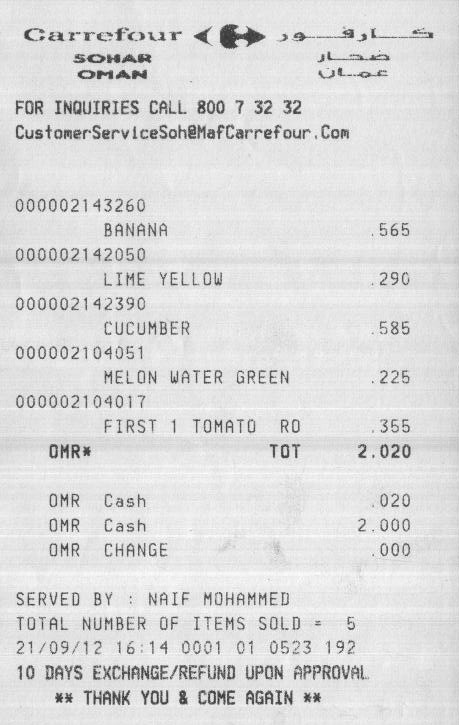 Carrefour كارفور
SOHAR صحار
OMAN عمان
FOR INQUIRIES CALL 800 7 32 32
CustomerServiceSoh@MafCarrefour.Com
000002143260
BANANA .565
000002142050
LIME YELLOW .290
000002142390
CUCUMBER .585
000002104051
MELON WATER GREEN .225
000002104017
FIRST 1 TOMATO RO .355
OMR* TOT 2.020
OMR Cash .020
OMR Cash 2.000
OMR CHANGE .000
SERVED BY : NAIF MOHAMMED
TOTAL NUMBER OF ITEMS SOLD = 5
21/09/12 16:14 0001 01 0523 192
10 DAYS EXCHANGE/REFUND UPON APPROVAL
** THANK YOU & COME AGAIN **